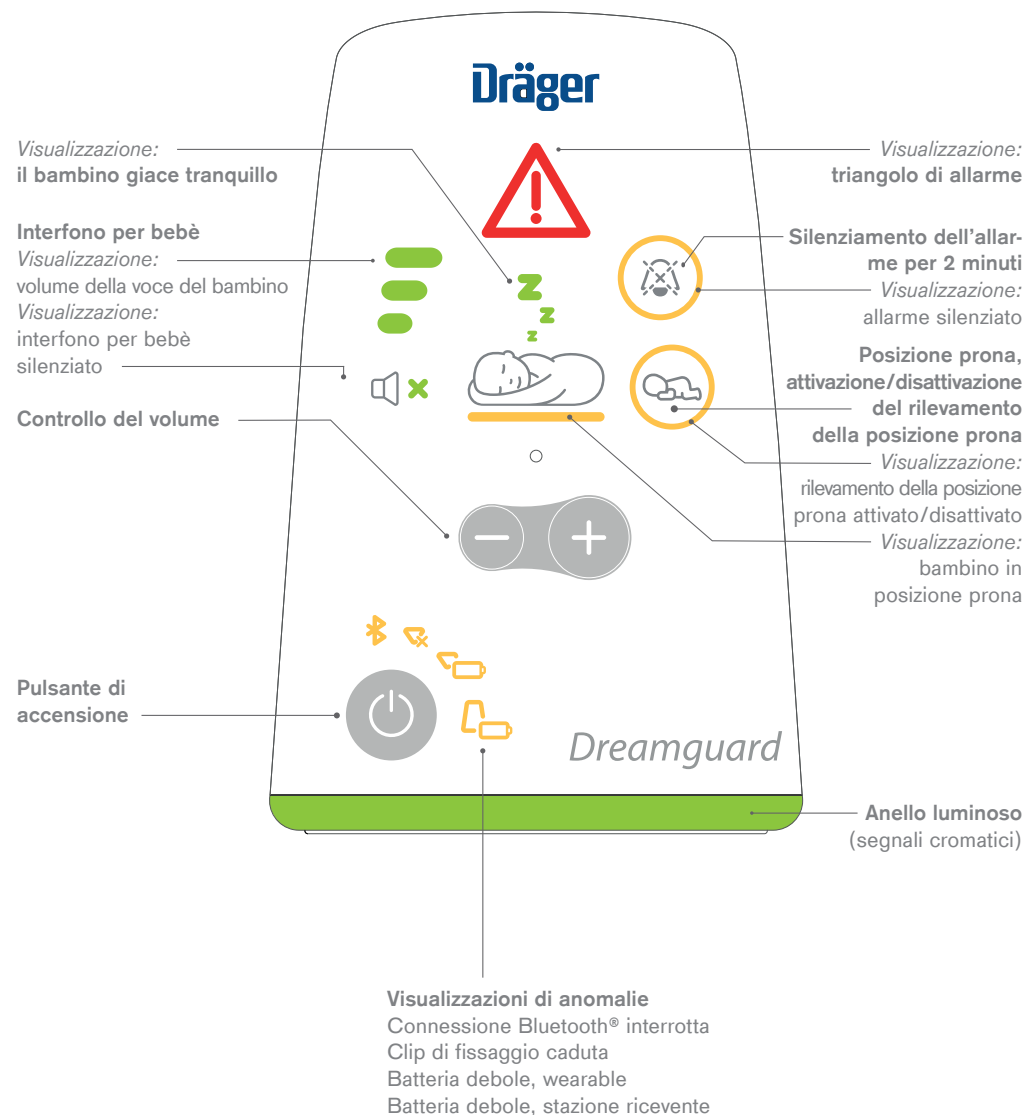 Dräger
Visualizzazione:
il bambino giace tranquillo
Interfono per bebè
Visualizzazione:
volume della voce del bambino
Visualizzazione:
interfono per bebè
silenziato
Controllo del volume
Pulsante di
accensione
Visualizzazione:
triangolo di allarme
Silenziamento dell'allar-
me per 2 minuti
Visualizzazione:
allarme silenziato
Posizione prona,
attivazione/disattivazione
del rilevamento
della posizione prona
Visualizzazione:
rilevamento della posizione
prona attivato/disattivato
Visualizzazione:
bambino in
posizione prona
z
z
z
Dreamguard
Anello luminoso
(segnali cromatici)
Visualizzazioni di anomalie
Connessione Bluetooth® interrotta
Clip di fissaggio caduta
Batteria debole, wearable
Batteria debole, stazione ricevente